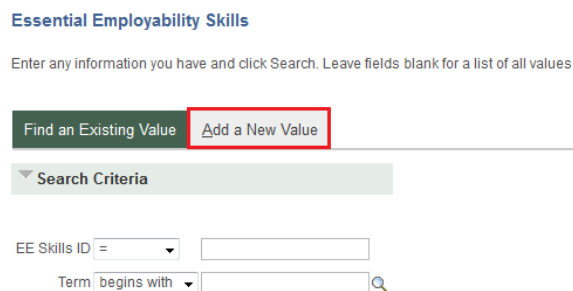 Essential Employability Skills
Enter any information you have and click Search. Leave fields blank for a list of all values
Find an Existing Value Add a New Value
Search Criteria
EE Skills ID =
Term begins with